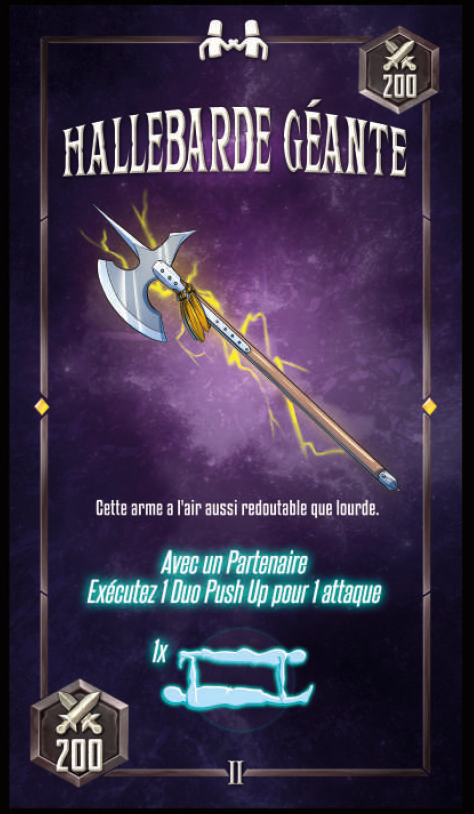 200
HALLEBARDE GÉANTE
Cette arme a l'air aussi redoutable que lourde.
Avec un Partenaire
Exécutez 1 Duo Push Up pour 1 attaque
1x
200
II